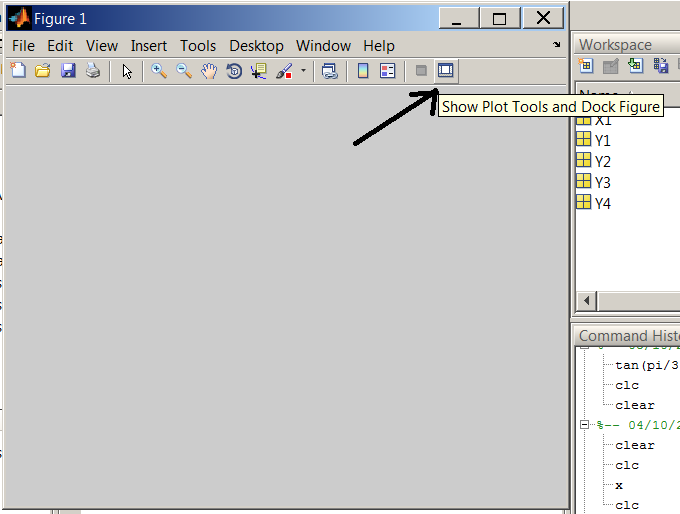 Figure 1
File Edit View Insert Tools Desktop Window Help
Show Plot Tools and Dock Figure
Workspace
X1
Y1
Y2
Y3
Y4
Command Histo
tan(pi/3
clc
clear
%-- 04/10/2
clear
clc
x
clc